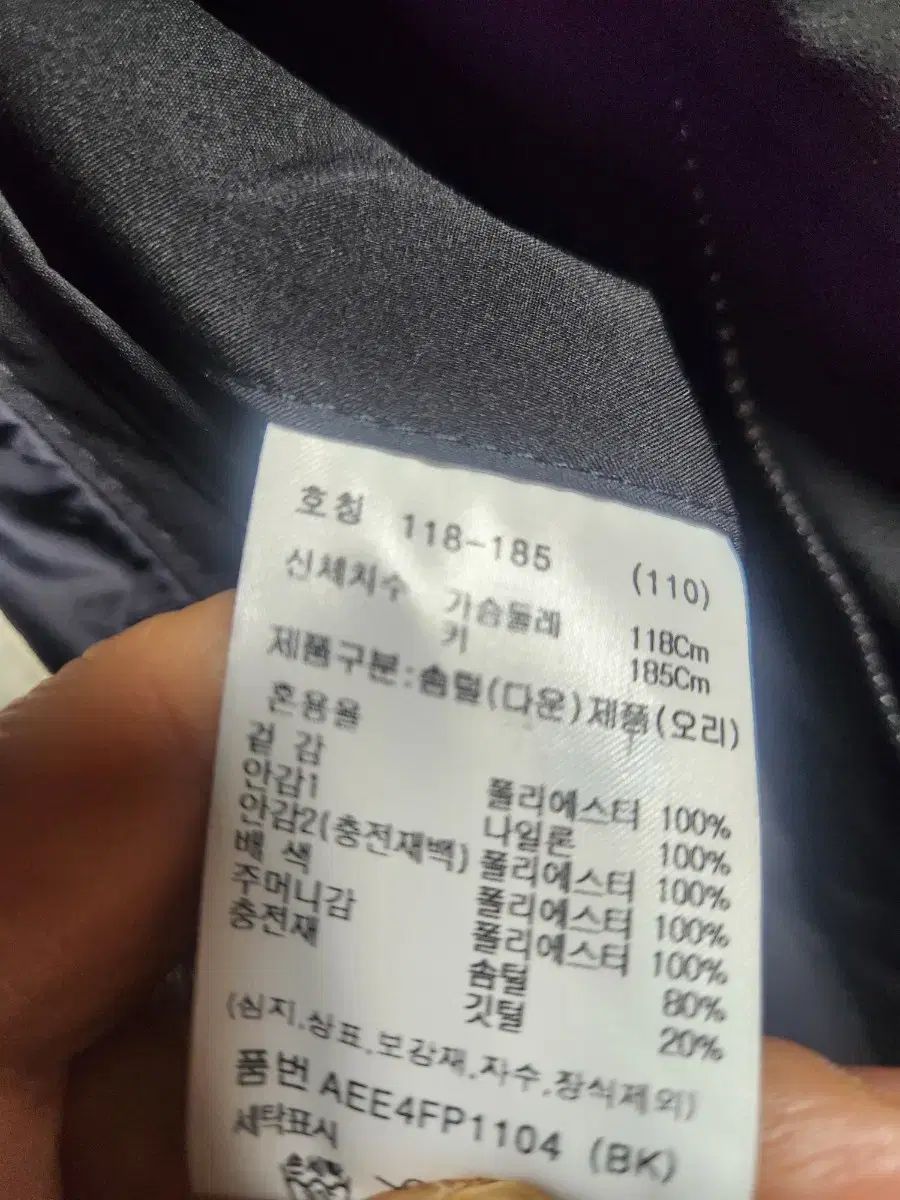 호칭 118-185 (110)
신체치수 가슴둘레 118Cm
키 185Cm
제품구분:솜털(다운)제품(오리)
혼용율
겉 감 폴리에스터 100%
안감1 나일론 100%
안감2(충전재백) 폴리에스터 100%
배 색 폴리에스터 100%
주머니감 폴리에스터 100%
충전재 솜털 80%
깃털 20%
(심지,상표,보강재,자수,장식제외)
품번 AEE4FP1104 (BK)
세탁표시